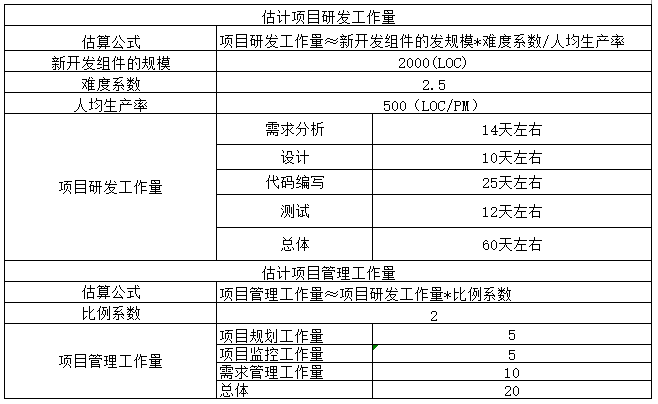 估计项目研发工作量
估算公式 项目研发工作量≈新开发组件的发规模*难度系数/人均生产率
新开发组件的规模 2000(LOC)
难度系数 2.5
人均生产率 500（LOC/PM）
项目研发工作量
需求分析 14天左右
设计 10天左右
代码编写 25天左右
测试 12天左右
总体 60天左右
估计项目管理工作量
估算公式 项目管理工作量≈项目研发工作量*比例系数
比例系数 2
项目管理工作量
项目规划工作量 5
项目监控工作量 5
需求管理工作量 10
总体 20